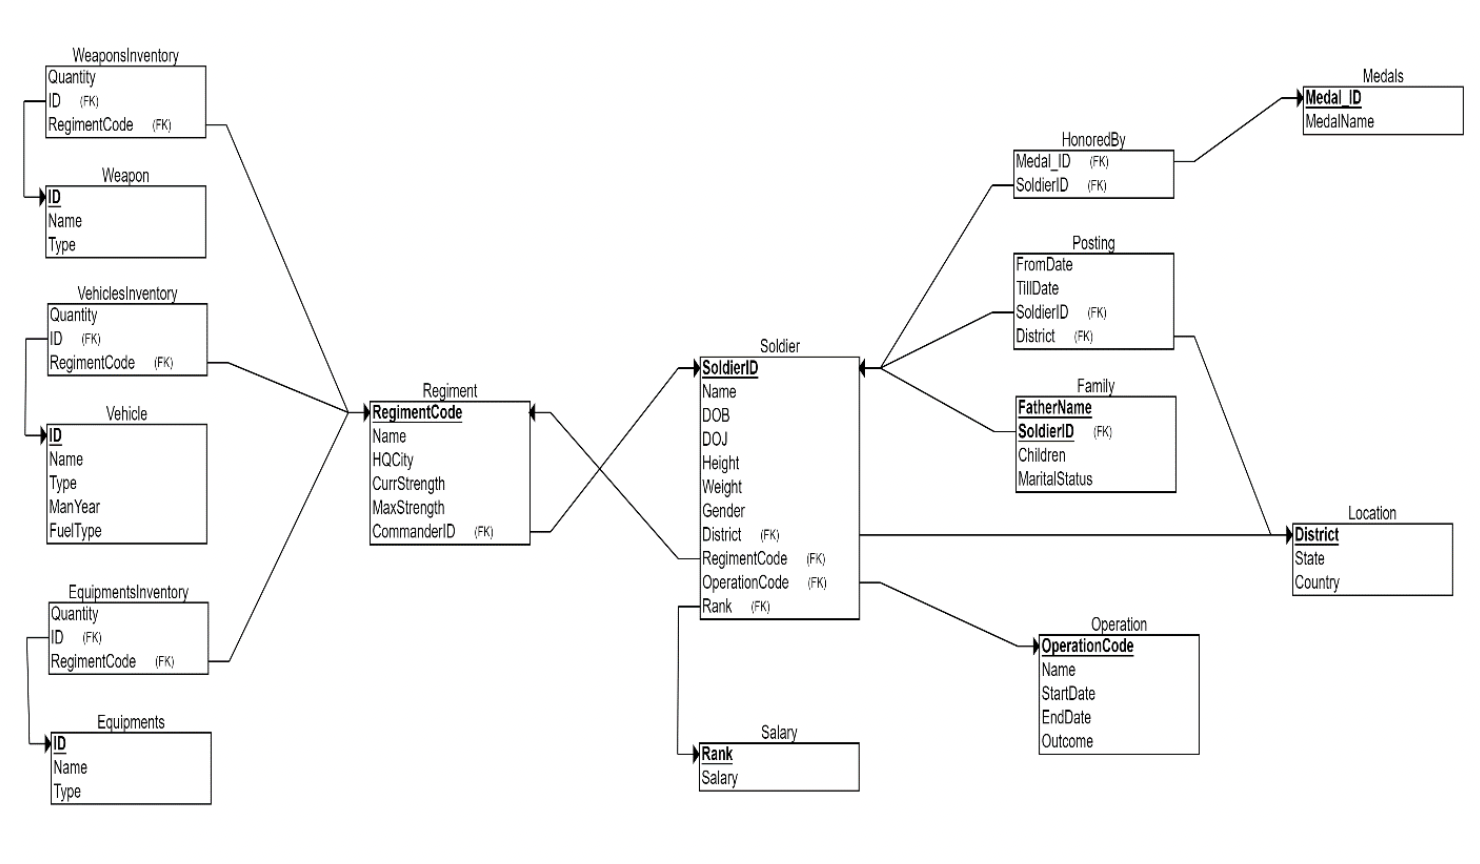 WeaponsInventory
Quantity
ID (FK)
RegimentCode (FK)
Weapon
ID
Name
Type
VehiclesInventory
Quantity
ID (FK)
RegimentCode (FK)
Vehicle
ID
Name
Type
ManYear
FuelType
EquipmentsInventory
Quantity
ID (FK)
RegimentCode (FK)
Equipments
ID
Name
Type
Regiment
RegimentCode
Name
HQCity
CurrStrength
MaxStrength
CommanderID (FK)
Soldier
SoldierID
Name
DOB
DOJ
Height
Weight
Gender
District (FK)
RegimentCode (FK)
OperationCode (FK)
Rank (FK)
Salary
Rank
Salary
HonoredBy
Medal_ID (FK)
SoldierID (FK)
Posting
FromDate
TillDate
SoldierID (FK)
District (FK)
Family
FatherName
SoldierID (FK)
Children
MaritalStatus
Operation
OperationCode
Name
StartDate
EndDate
Outcome
Medals
Medal_ID
MedalName
Location
District
State
Country